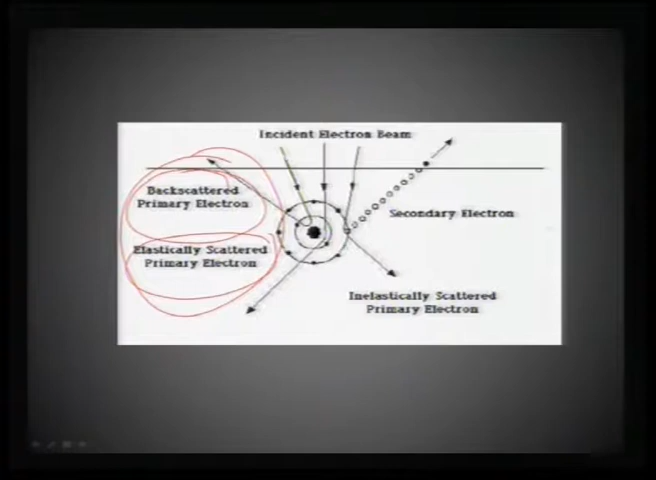 Incident Electron Beam
Backscattered
Primary Electron
Secondary Electron
Elastically Scattered
Primary Electron
Inelastically Scattered
Primary Electron